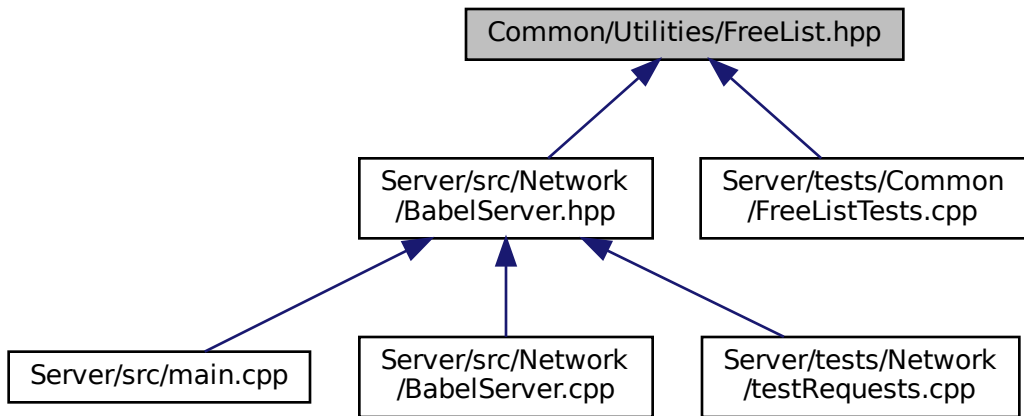 Common/Utilities/FreeList.hpp
Server/src/Network
/BabelServer.hpp
Server/tests/Common
/FreeListTests.cpp
Server/src/main.cpp
Server/src/Network
/BabelServer.cpp
Server/tests/Network
/testRequests.cpp